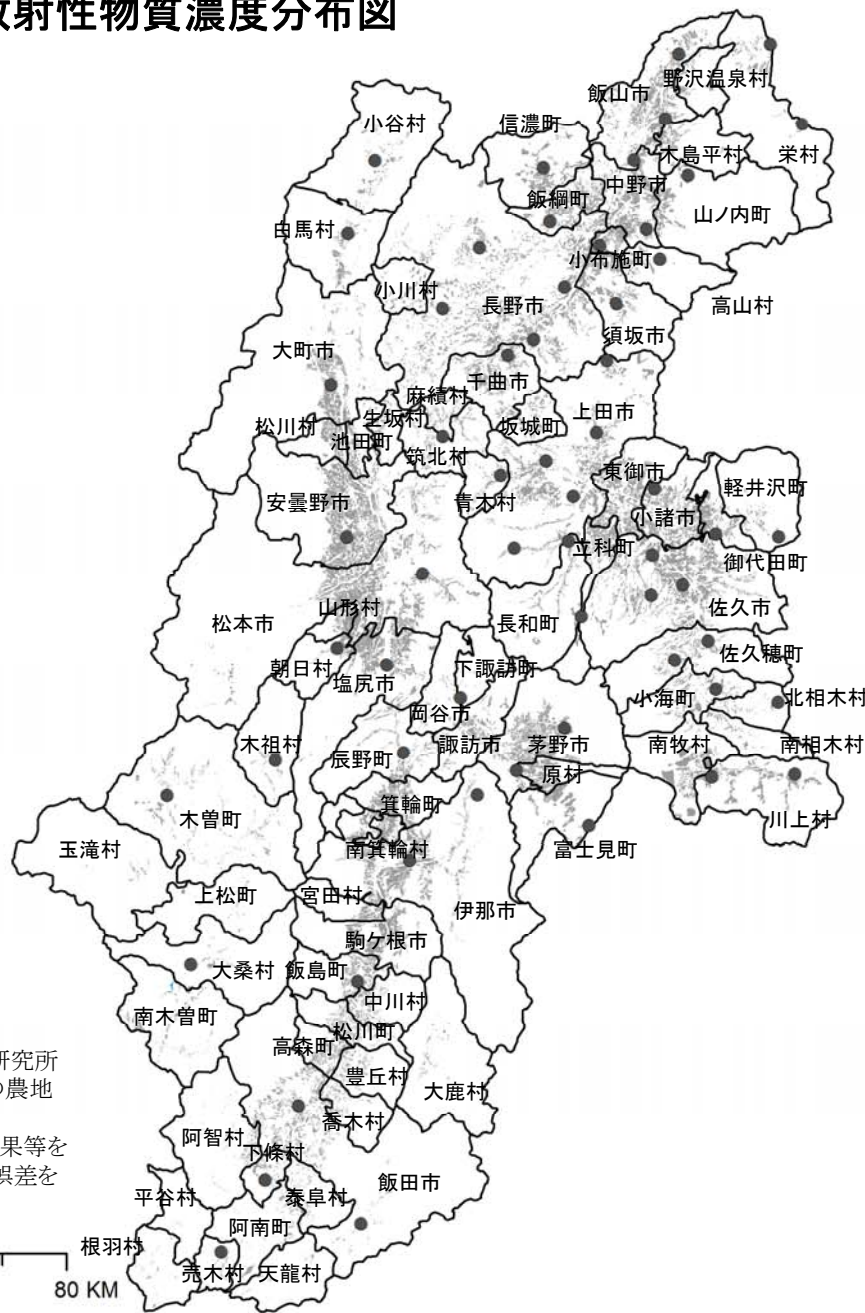 放射性物質濃度分布図
野沢温泉村
飯山市
小谷村
信濃町
木島平村
栄村
中野市
飯綱町
山ノ内町
白馬村
小布施町
小川村
長野市
高山村
須坂市
大町市
千曲市
麻績村
上田市
生坂村
松川村
坂城町
池田町
筑北村
東御市
軽井沢町
安曇野市
青木村
小諸市
立科町
御代田町
山形村
佐久市
松本市
長和町
佐久穂町
朝日村
下諏訪町
塩尻市
小海町
北相木村
岡谷市
木祖村
諏訪市
茅野市
南牧村
南相木村
辰野町
原村
箕輪町
木曽町
川上村
玉滝村
南箕輪村
富士見町
上松町
宮田村
伊那市
駒ケ根市
大桑村
飯島町
中川村
南木曽町
松川町
高森町
研究所
豊丘村
の農地
大鹿村
喬木村
阿智村
果等を
下條村
誤差を
飯田市
平谷村
泰阜村
阿南町
根羽村
売木村
天龍村
80 KM